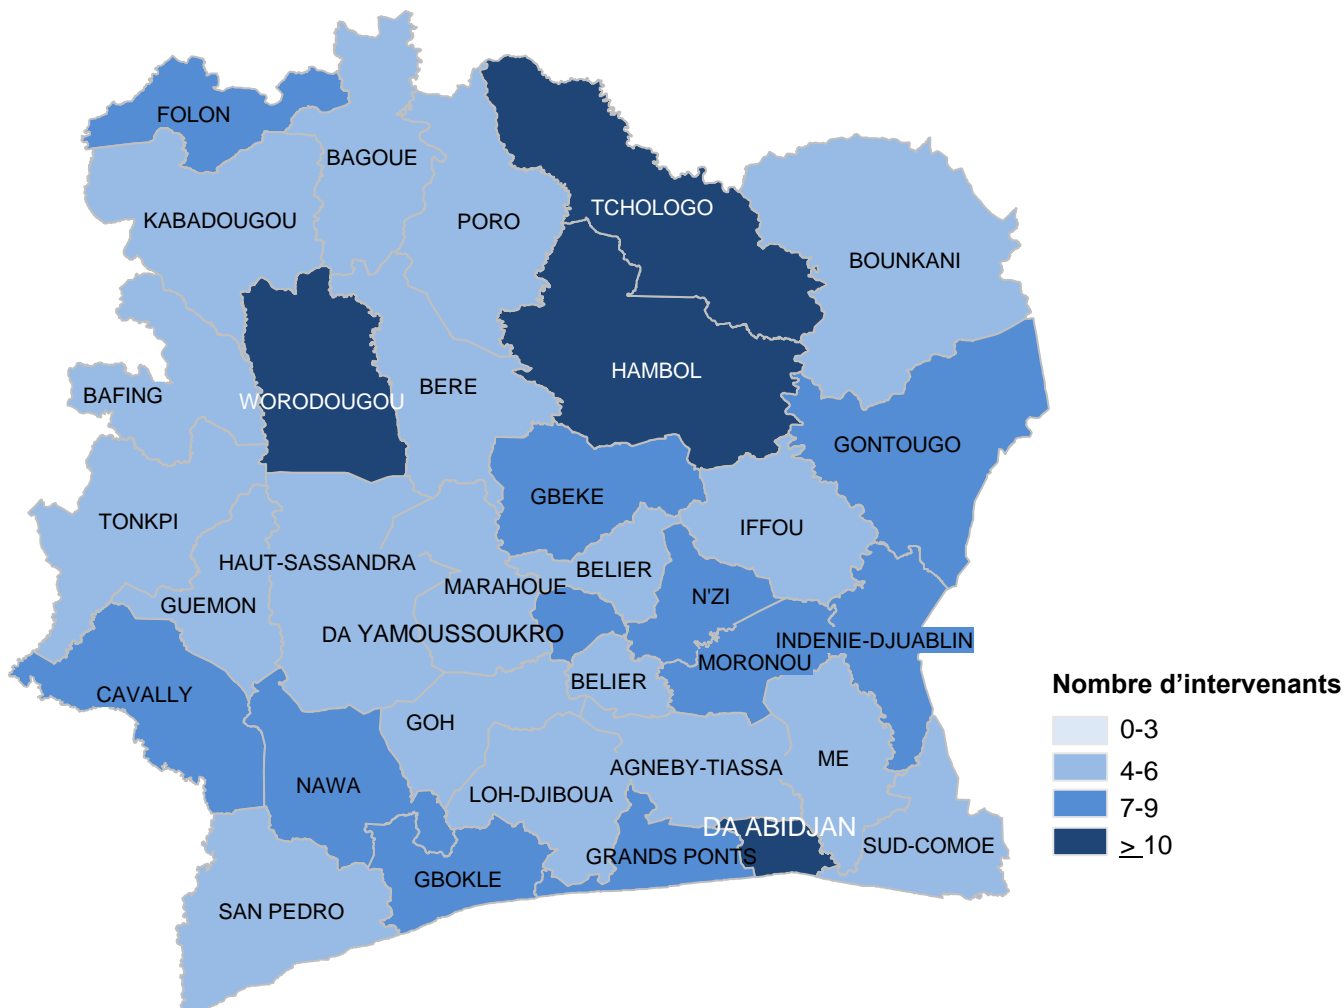 FOLON
BAGOUE
KABADOUGOU
PORO
TCHOLOGO
BOUNKANI
BAFING
WORODOUGOU
BERE
HAMBOL
GONTOUGO
TONKPI
GBEKE
IFFOU
HAUT-SASSANDRA
BELIER
MARAHOUE
N'ZI
GUEMON
DA YAMOUSSOUKRO
INDENIE-DJUABLIN
MORONOU
CAVALLY
BELIER
GOH
ME
AGNEBY-TIASSA
NAWA
LOH-DJIBOUA
DA ABIDJAN
SUD-COMOE
GRANDS PONTS
GBOKLE
SAN PEDRO
Nombre d’intervenants
0-3
4-6
7-9
> 10